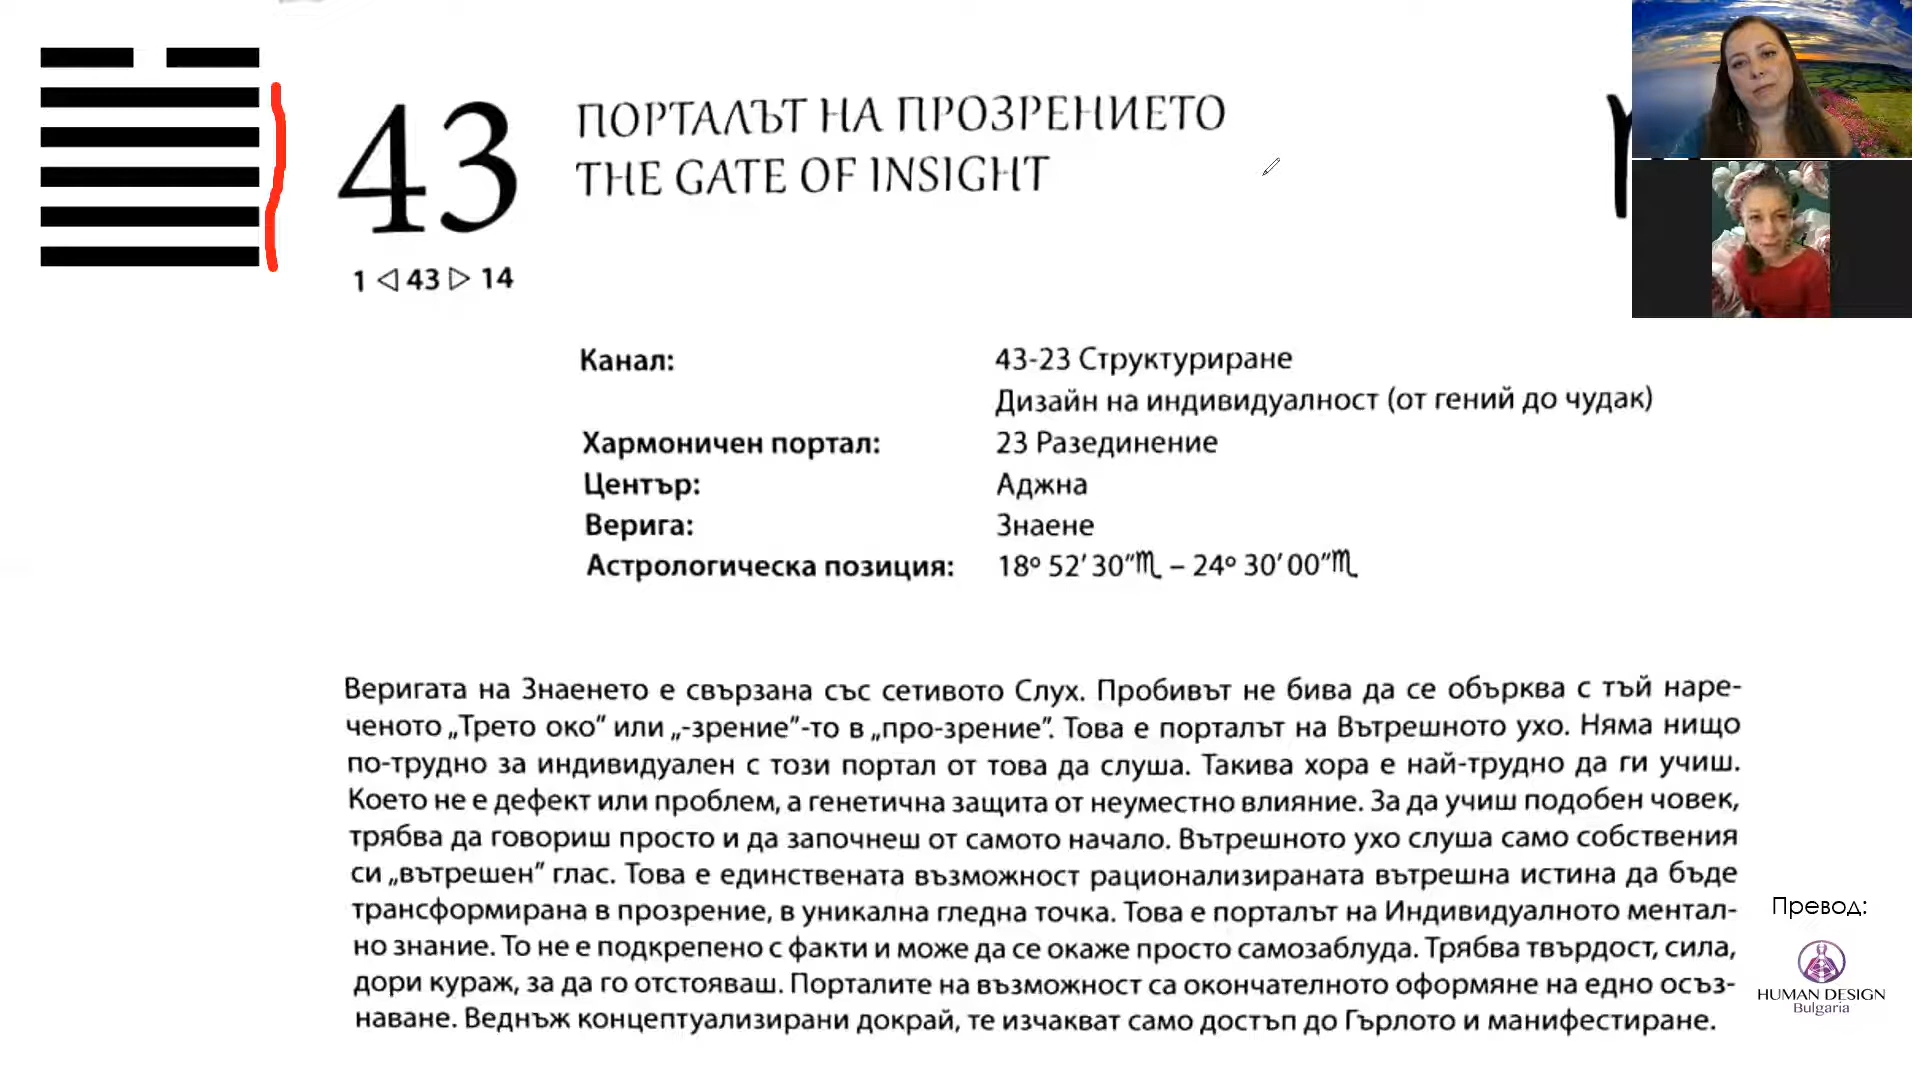 43
ПОРТАЛЪТ НА ПРОЗРЕНИЕТО
THE GATE OF INSIGHT
1 ◁ 43 ▷ 14
Канал: 43-23 Структуриране
Дизайн на индивидуалност (от гений до чудак)
Хармоничен портал: 23 Разединение
Център: Аджна
Верига: Знаене
Астрологическа позиция: 18º 52’ 30”♏ – 24º 30’ 00”♏
Веригата на Знаенето е свързана със сетивото Слух. Пробивът не бива да се обърква с тъй наре-
ченото „Трето око” или „-зрение”-то в „про-зрение”. Това е порталът на Вътрешното ухо. Няма нищо
по-трудно за индивидуален с този портал от това да слуша. Такива хора е най-трудно да ги учиш.
Което не е дефект или проблем, а генетична защита от неуместно влияние. За да учиш подобен човек,
трябва да говориш просто и да започнеш от самото начало. Вътрешното ухо слуша само собствения
си „вътрешен” глас. Това е единствената възможност рационализираната вътрешна истина да бъде
трансформирана в прозрение, в уникална гледна точка. Това е порталът на Индивидуалното ментал-
но знание. То не е подкрепено с факти и може да се окаже просто самозаблуда. Трябва твърдост, сила,
дори кураж, за да го отстояваш. Порталите на възможност са окончателното оформяне на едно осъз-
наване. Веднъж концептуализирани докрай, те изчакват само достъп до Гърлото и манифестиране.
Превод:
HUMAN DESIGN
Bulgaria